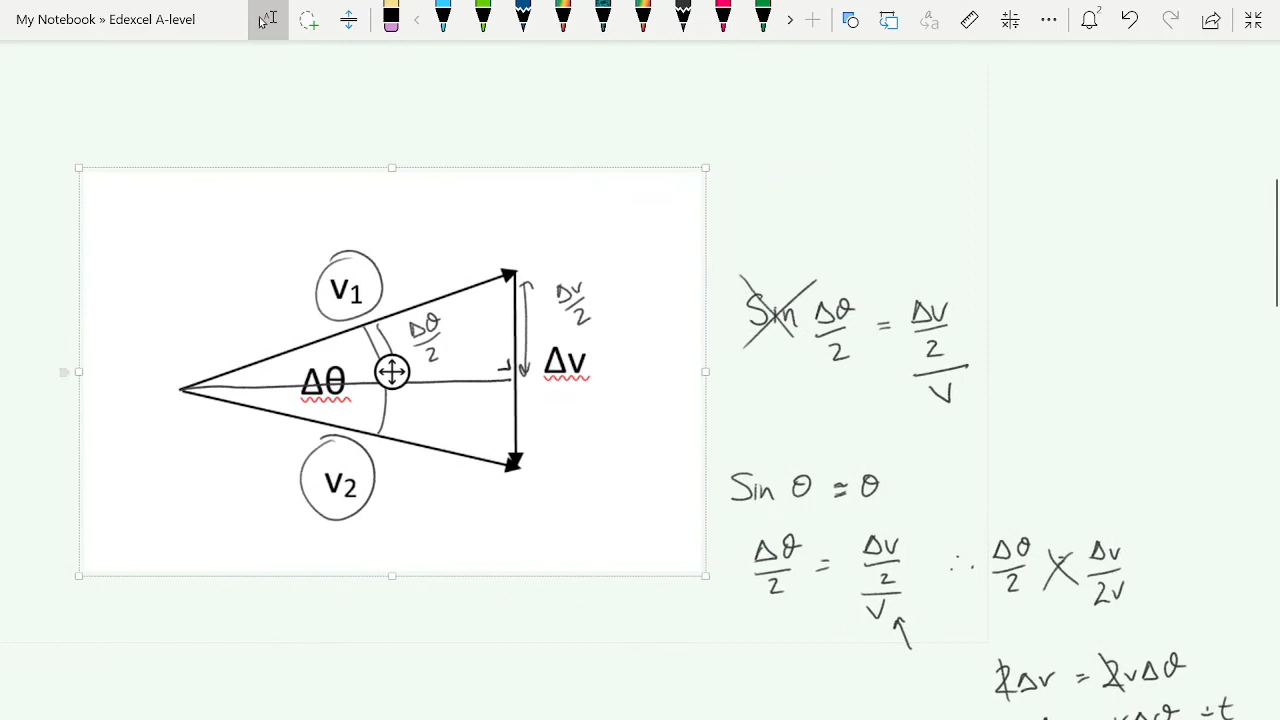 My Notebook » Edexcel A-level
v₁
Δv/2
Δθ/2
Δθ
Δv
v₂
Sin Δθ/2 = Δv/2/v
Sin θ ≈ θ
Δθ/2 = Δv/2/v ∴ Δθ/2 = Δv/2v
2Δv = 2vΔθ
÷t